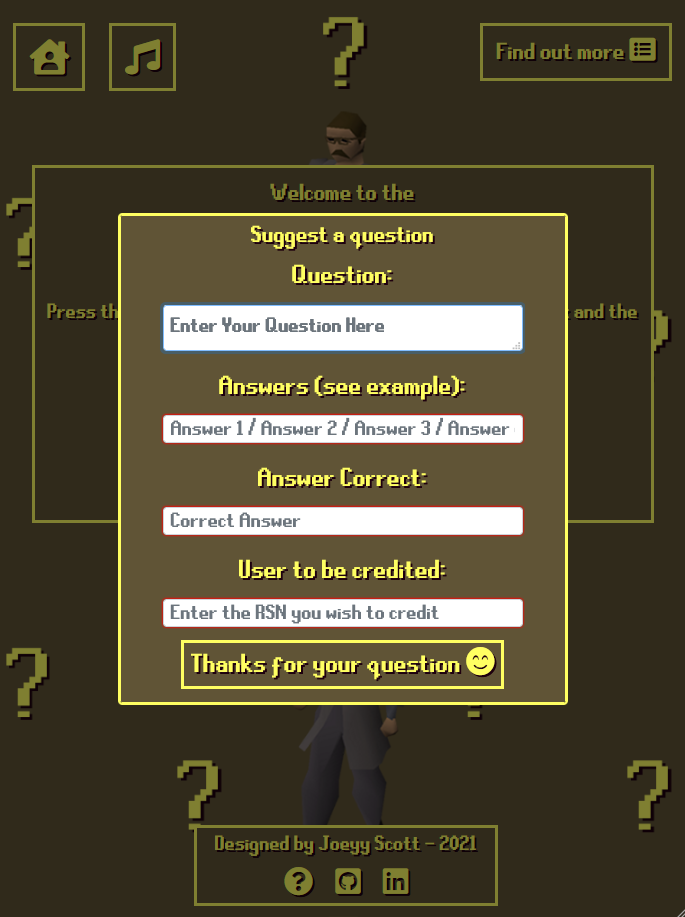 ?
Find out more
Welcome to the
Suggest a question
Question:
Press th
and the
Enter Your Question Here
Answers (see example):
Answer 1 / Answer 2 / Answer 3 / Answer
Answer Correct:
Correct Answer
User to be credited:
Enter the RSN you wish to credit
Thanks for your question
?
?
?
Designed by Joeyy Scott - 2021
?
in